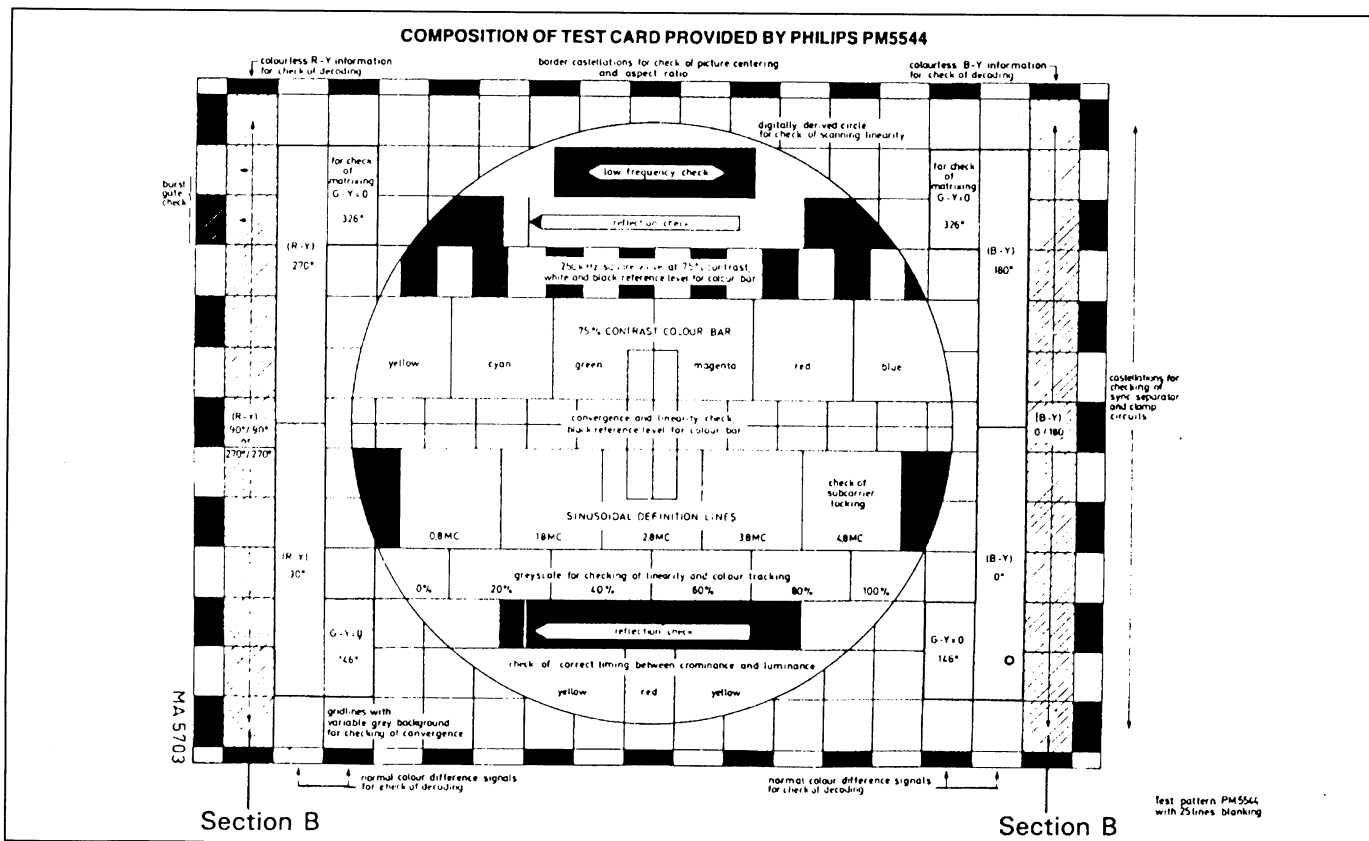 COMPOSITION OF TEST CARD PROVIDED BY PHILIPS PM5544
colourless R-Y information
for check of decoding
border castellations for check of picture centering
and aspect ratio
colourless B-Y information
for check of decoding
digitally derived circle
for check of scanning linearity
burst
gate
check
for check
of
matrixing
G-Y=0
326°
low frequency check
for check
of
matrixing
G-Y=0
326°
reflection check
(R-Y)
270°
(B-Y)
180°
250kHz square wave at 75% contrast,
white and black reference level for colour bar
75% CONTRAST COLOUR BAR
yellow
cyan
green
magenta
red
blue
castellations for
checking of
sync separator
and clamp
circuits
(R-Y)
90°/90°
or
270°/270°
convergence and linearity check,
black reference level for colour bar
(B-Y)
0/180
check of
subcarrier
locking
SINUSOIDAL DEFINITION LINES
0,8MC
1.8MC
2.8MC
3.8MC
4,8MC
(R-Y)
30°
(B-Y)
0°
greyscale for checking of linearity and colour tracking
0%
20%
40%
60%
80%
100%
G-Y=0
146°
reflection check
G-Y=0
146°
check of correct timing between crominance and luminance
yellow
red
yellow
MA 5703
gridlines with
variable grey background
for checking of convergence
normal colour difference signals
for check of decoding
normal colour difference signals
for check of decoding
Section B
Section B
Test pattern PM5544
with 25lines blanking